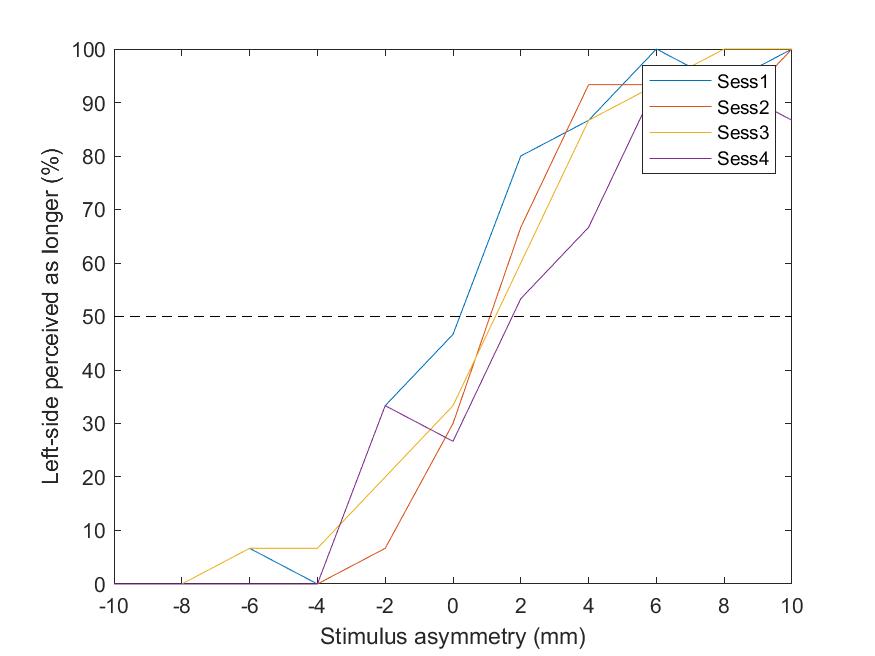 100
90
80
70
60
50
40
30
20
10
0
Left-side perceived as longer (%)
Sess1
Sess2
Sess3
Sess4
-10 -8 -6 -4 -2 0 2 4 6 8 10
Stimulus asymmetry (mm)